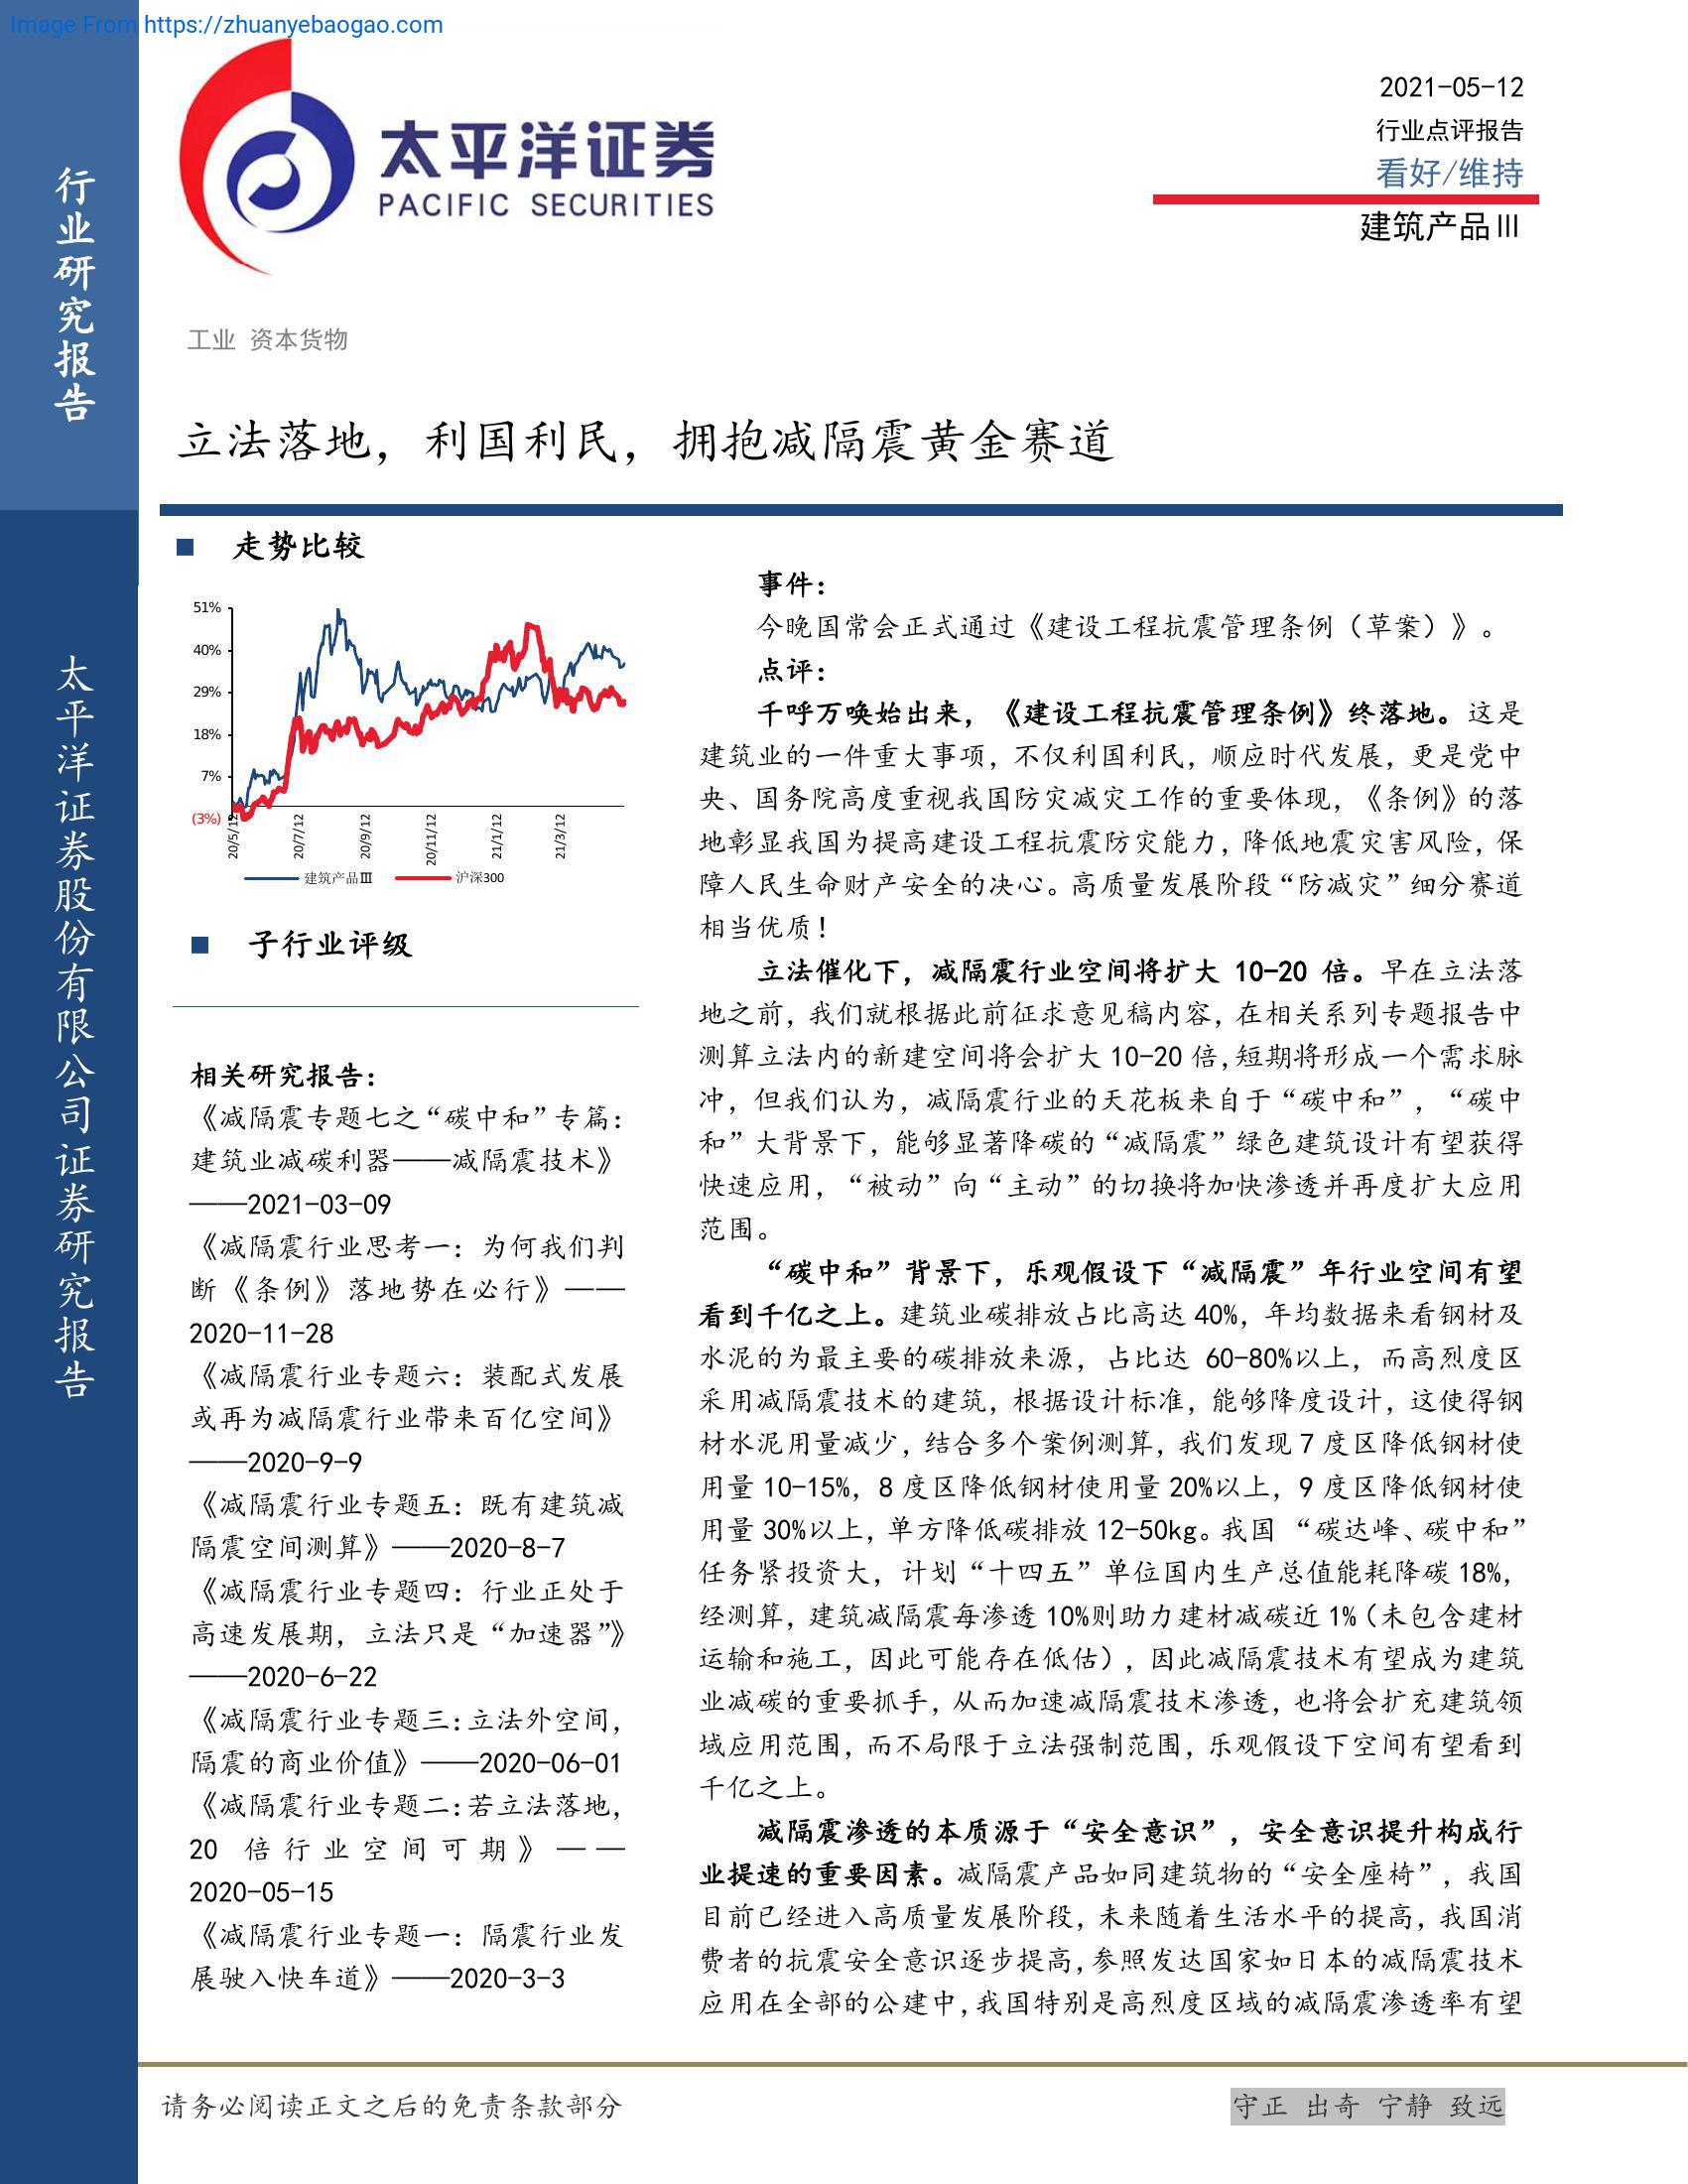 Image From https://zhuanyebaogao.com
行业研究报告
太平洋证券股份有限公司证券研究报告
太平洋证券
PACIFIC SECURITIES
2021-05-12
行业点评报告
看好/维持
建筑产品Ⅲ
工业 资本货物
立法落地，利国利民，拥抱减隔震黄金赛道
走势比较
51%
40%
29%
18%
7%
(3%)
20/5/12
20/7/12
20/9/12
20/11/12
21/1/12
21/3/12
建筑产品Ⅲ 沪深300
子行业评级
相关研究报告：
《减隔震专题七之“碳中和”专篇：
建筑业减碳利器——减隔震技术》
——2021-03-09
《减隔震行业思考一：为何我们判
断《条例》落地势在必行》——
2020-11-28
《减隔震行业专题六：装配式发展
或再为减隔震行业带来百亿空间》
——2020-9-9
《减隔震行业专题五：既有建筑减
隔震空间测算》——2020-8-7
《减隔震行业专题四：行业正处于
高速发展期，立法只是“加速器”》
——2020-6-22
《减隔震行业专题三：立法外空间，
隔震的商业价值》——2020-06-01
《减隔震行业专题二：若立法落地，
20 倍行业空间可期》——
2020-05-15
《减隔震行业专题一：隔震行业发
展驶入快车道》——2020-3-3
事件：
今晚国常会正式通过《建设工程抗震管理条例（草案）》。
点评：
千呼万唤始出来，《建设工程抗震管理条例》终落地。这是
建筑业的一件重大事项，不仅利国利民，顺应时代发展，更是党中
央、国务院高度重视我国防灾减灾工作的重要体现，《条例》的落
地彰显我国为提高建设工程抗震防灾能力，降低地震灾害风险，保
障人民生命财产安全的决心。高质量发展阶段“防减灾”细分赛道
相当优质！
立法催化下，减隔震行业空间将扩大 10-20 倍。早在立法落
地之前，我们就根据此前征求意见稿内容，在相关系列专题报告中
测算立法内的新建空间将会扩大 10-20 倍，短期将形成一个需求脉
冲，但我们认为，减隔震行业的天花板来自于“碳中和”，“碳中
和”大背景下，能够显著降碳的“减隔震”绿色建筑设计有望获得
快速应用，“被动”向“主动”的切换将加快渗透并再度扩大应用
范围。
“碳中和”背景下，乐观假设下“减隔震”年行业空间有望
看到千亿之上。建筑业碳排放占比高达 40%，年均数据来看钢材及
水泥的为最主要的碳排放来源，占比达 60-80%以上，而高烈度区
采用减隔震技术的建筑，根据设计标准，能够降度设计，这使得钢
材水泥用量减少，结合多个案例测算，我们发现 7 度区降低钢材使
用量 10-15%，8 度区降低钢材使用量 20%以上，9 度区降低钢材使
用量 30%以上，单方降低碳排放 12-50kg。我国 “碳达峰、碳中和”
任务紧投资大，计划“十四五”单位国内生产总值能耗降碳 18%，
经测算，建筑减隔震每渗透 10%则助力建材减碳近 1%（未包含建材
运输和施工，因此可能存在低估），因此减隔震技术有望成为建筑
业减碳的重要抓手，从而加速减隔震技术渗透，也将会扩充建筑领
域应用范围，而不局限于立法强制范围，乐观假设下空间有望看到
千亿之上。
减隔震渗透的本质源于“安全意识”，安全意识提升构成行
业提速的重要因素。减隔震产品如同建筑物的“安全座椅”，我国
目前已经进入高质量发展阶段，未来随着生活水平的提高，我国消
费者的抗震安全意识逐步提高，参照发达国家如日本的减隔震技术
应用在全部的公建中，我国特别是高烈度区域的减隔震渗透率有望
请务必阅读正文之后的免责条款部分
守正 出奇 宁静 致远